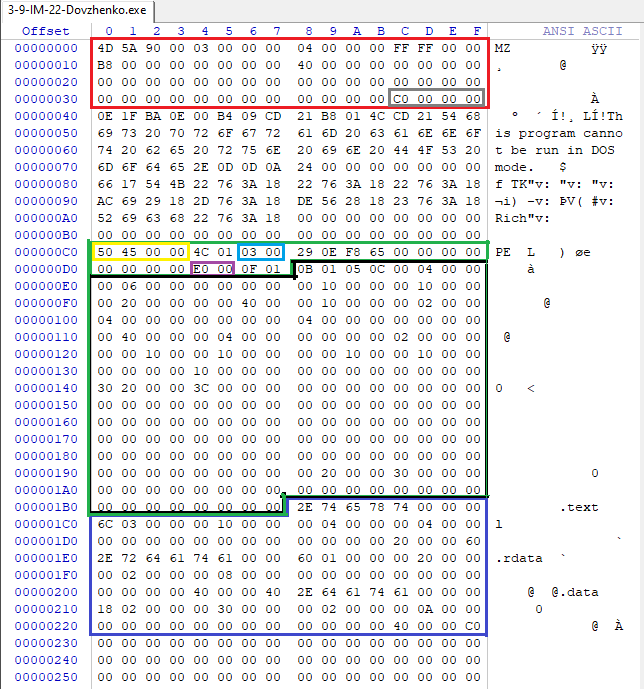 3-9-IM-22-Dovzhenko.exe
Offset 0 1 2 3 4 5 6 7 8 9 A B C D E F ANSI ASCII
00000000 4D 5A 90 00 03 00 00 00 04 00 00 00 FF FF 00 00 MZ ÿÿ
00000010 B8 00 00 00 00 00 00 00 40 00 00 00 00 00 00 00 ¸ @
00000020 00 00 00 00 00 00 00 00 00 00 00 00 00 00 00 00
00000030 00 00 00 00 00 00 00 00 00 00 00 00 C0 00 00 00 À
00000040 0E 1F BA 0E 00 B4 09 CD 21 B8 01 4C CD 21 54 68 º ´ Í!¸ LÍ!Th
00000050 69 73 20 70 72 6F 67 72 61 6D 20 63 61 6E 6E 6F is program canno
00000060 74 20 62 65 20 72 75 6E 20 69 6E 20 44 4F 53 20 t be run in DOS
00000070 6D 6F 64 65 2E 0D 0D 0A 24 00 00 00 00 00 00 00 mode. $
00000080 66 17 54 4B 22 76 3A 18 22 76 3A 18 22 76 3A 18 f TK"v: "v: "v:
00000090 AC 69 29 18 2D 76 3A 18 DE 56 28 18 23 76 3A 18 ¬i) -v: ÞV( #v:
000000A0 52 69 63 68 22 76 3A 18 00 00 00 00 00 00 00 00 Rich"v:
000000B0 00 00 00 00 00 00 00 00 00 00 00 00 00 00 00 00
000000C0 50 45 00 00 4C 01 03 00 29 0E F8 65 00 00 00 00 PE L ) øe
000000D0 00 00 00 00 E0 00 0F 01 0B 01 05 0C 00 04 00 00 à
000000E0 00 06 00 00 00 00 00 00 00 10 00 00 00 10 00 00
000000F0 00 20 00 00 00 00 40 00 00 10 00 00 00 02 00 00 @
00000100 04 00 00 00 00 00 00 00 04 00 00 00 00 00 00 00
00000110 00 40 00 00 00 04 00 00 00 00 00 00 02 00 00 00 @
00000120 00 00 10 00 00 10 00 00 00 00 10 00 00 10 00 00
00000130 00 00 00 00 10 00 00 00 00 00 00 00 00 00 00 00
00000140 30 20 00 00 3C 00 00 00 00 00 00 00 00 00 00 00 0 <
00000150 00 00 00 00 00 00 00 00 00 00 00 00 00 00 00 00
00000160 00 00 00 00 00 00 00 00 00 00 00 00 00 00 00 00
00000170 00 00 00 00 00 00 00 00 00 00 00 00 00 00 00 00
00000180 00 00 00 00 00 00 00 00 00 00 00 00 00 00 00 00
00000190 00 00 00 00 00 00 00 00 00 20 00 00 30 00 00 00 0
000001A0 00 00 00 00 00 00 00 00 00 00 00 00 00 00 00 00
000001B0 00 00 00 00 00 00 00 00 2E 74 65 78 74 00 00 00 .text
000001C0 6C 03 00 00 00 10 00 00 00 04 00 00 00 04 00 00 l
000001D0 00 00 00 00 00 00 00 00 00 00 00 00 20 00 00 60 `
000001E0 2E 72 64 61 74 61 00 00 60 01 00 00 00 20 00 00 .rdata `
000001F0 00 02 00 00 00 08 00 00 00 00 00 00 00 00 00 00
00000200 00 00 00 00 40 00 00 40 2E 64 61 74 61 00 00 00 @ @.data
00000210 18 02 00 00 00 30 00 00 00 02 00 00 00 0A 00 00 0
00000220 00 00 00 00 00 00 00 00 00 00 00 00 40 00 00 C0 @ À
00000230 00 00 00 00 00 00 00 00 00 00 00 00 00 00 00 00
00000240 00 00 00 00 00 00 00 00 00 00 00 00 00 00 00 00
00000250 00 00 00 00 00 00 00 00 00 00 00 00 00 00 00 00